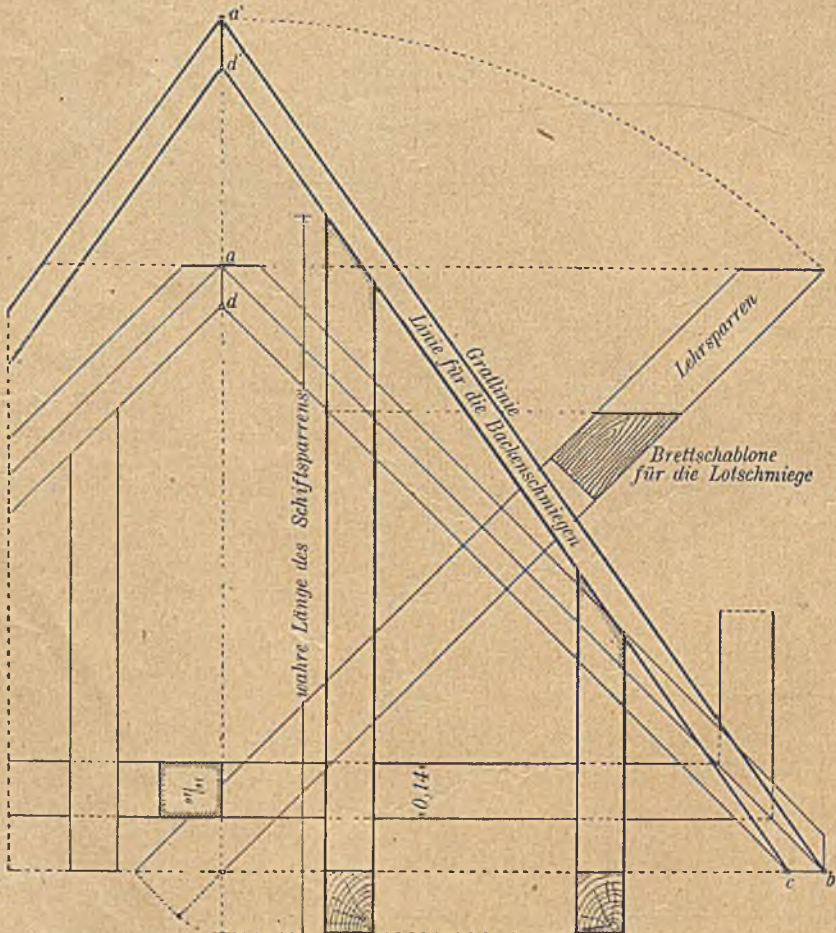 a'
d'
a
d
wahre Länge des Schiftsparrens
Linie für die Backenschmiegen
Gratlinie
Lehrsparren
Brettschablone
für die Lotschmiege
0,14
c
b